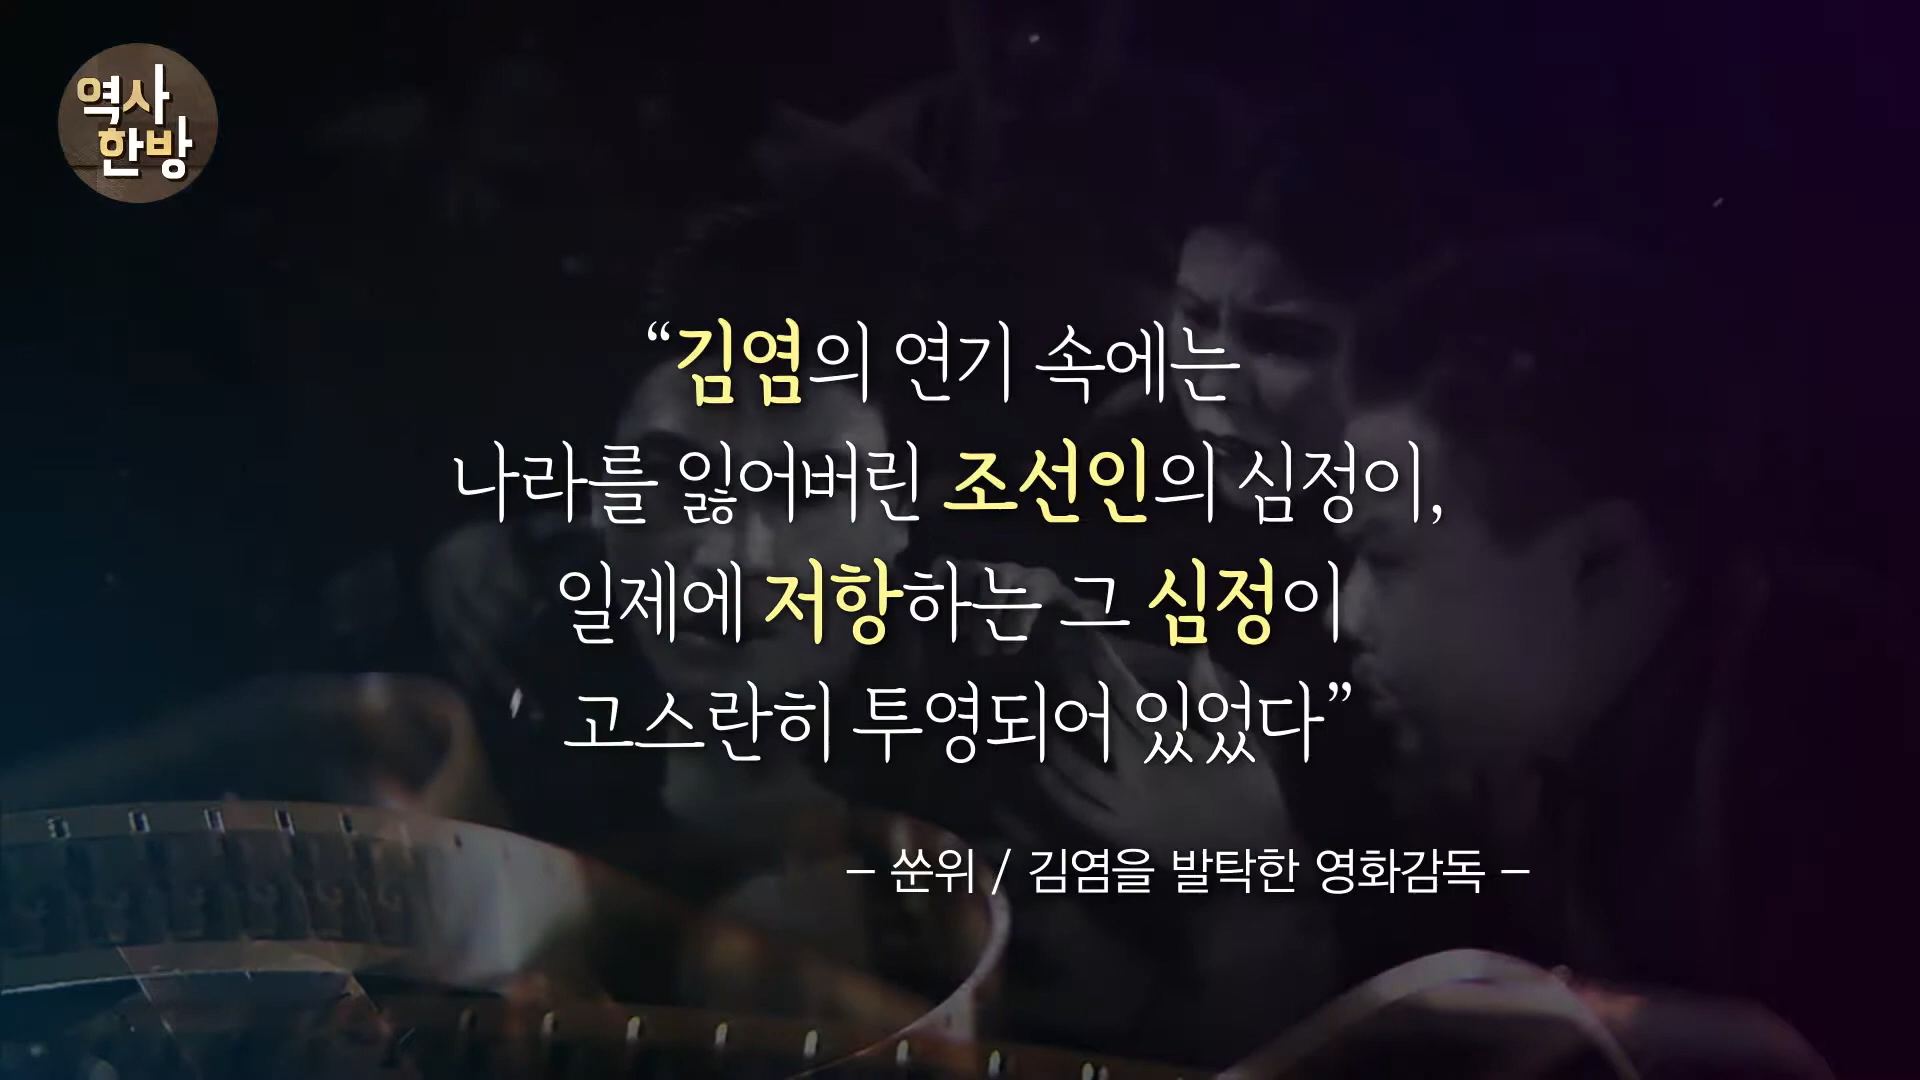 역사
한방
“김염의 연기 속에는
나라를 잃어버린 조선인의 심정이,
일제에 저항하는 그 심정이
고스란히 투영되어 있었다”
– 쑨위 / 김염을 발탁한 영화감독 –